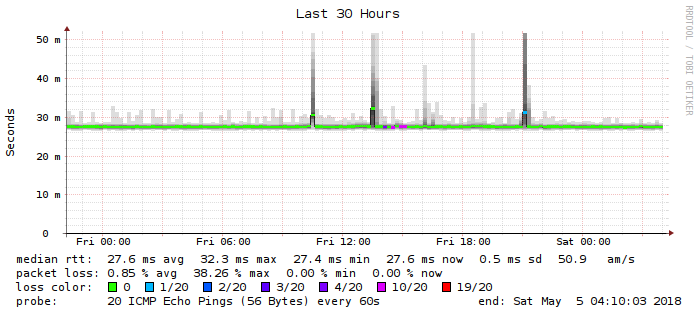 Last 30 Hours
RRDTOOL / TOBI OETIKER
Seconds
50 m
40 m
30 m
20 m
10 m
0
Fri 00:00 Fri 06:00 Fri 12:00 Fri 18:00 Sat 00:00
median rtt: 27.6 ms avg 32.3 ms max 27.4 ms min 27.6 ms now 0.5 ms sd 50.9 am/s
packet loss: 0.85 % avg 38.26 % max 0.00 % min 0.00 % now
loss color: 0 1/20 2/20 3/20 4/20 10/20 19/20
probe: 20 ICMP Echo Pings (56 Bytes) every 60s end: Sat May 5 04:10:03 2018